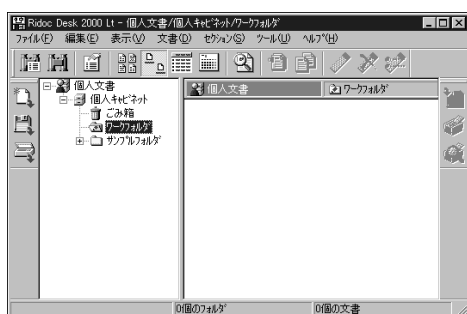 Ridoc Desk 2000 Lt - 個人文書/個人ｷｬﾋﾞﾈｯﾄ/ﾜｰｸﾌｫﾙﾀﾞ
ﾌｧｲﾙ(F) 編集(E) 表示(V) 文書(D) ｾｸｼｮﾝ(S) ﾂｰﾙ(U) ﾍﾙﾌﾟ(H)
個人文書
個人ｷｬﾋﾞﾈｯﾄ
ごみ箱
ﾜｰｸﾌｫﾙﾀﾞ
ｻﾝﾌﾟﾙﾌｫﾙﾀﾞ
個人文書 ﾜｰｸﾌｫﾙﾀﾞ
0個のﾌｫﾙﾀﾞ 0個の文書